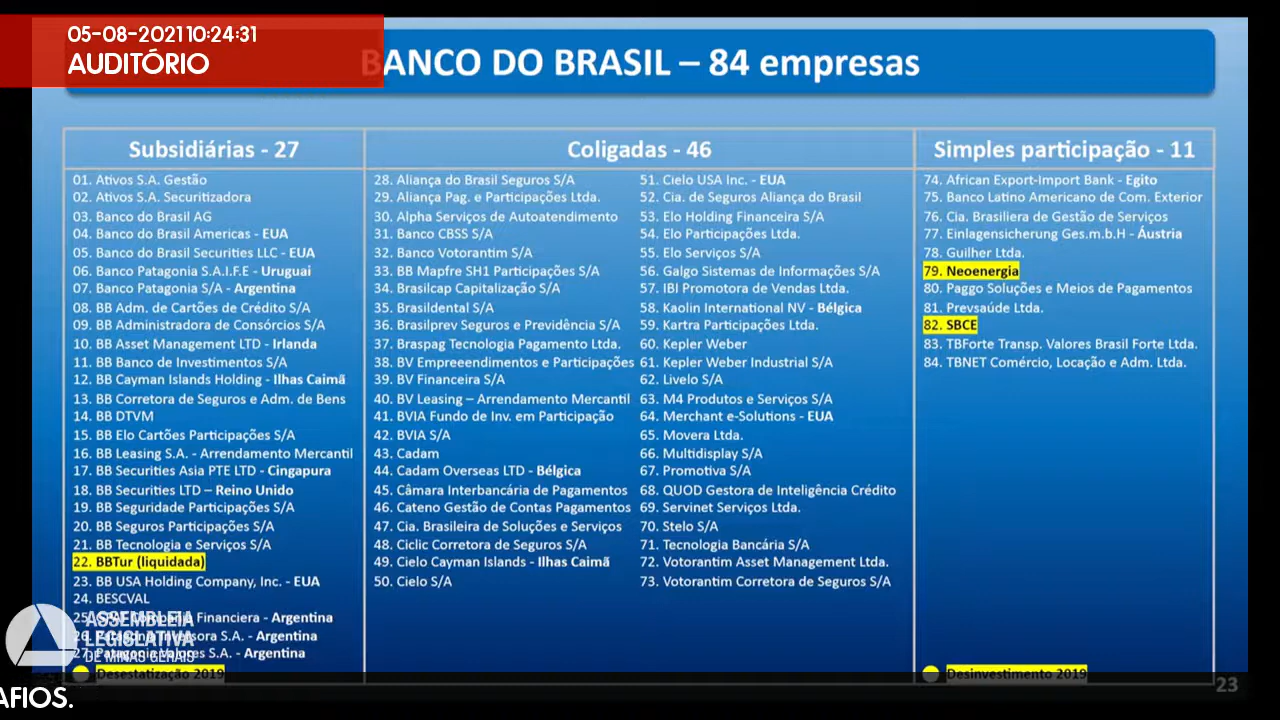 05-08-2021 10:24:31
AUDITÓRIO
BANCO DO BRASIL – 84 empresas
Subsidiárias - 27
01. Ativos S.A. Gestão
02. Ativos S.A. Securitizadora
03. Banco do Brasil AG
04. Banco do Brasil Americas - EUA
05. Banco do Brasil Securities LLC - EUA
06. Banco Patagonia S.A.I.F.E - Uruguai
07. Banco Patagonia S/A - Argentina
08. BB Adm. de Cartões de Crédito S/A
09. BB Administradora de Consórcios S/A
10. BB Asset Management LTD - Irlanda
11. BB Banco de Investimentos S/A
12. BB Cayman Islands Holding - Ilhas Caimã
13. BB Corretora de Seguros e Adm. de Bens
14. BB DTVM
15. BB Elo Cartões Participações S/A
16. BB Leasing S.A. - Arrendamento Mercantil
17. BB Securities Asia PTE LTD - Cingapura
18. BB Securities LTD – Reino Unido
19. BB Seguridade Participações S/A
20. BB Seguros Participações S/A
21. BB Tecnologia e Serviços S/A
22. BBTur (liquidada)
23. BB USA Holding Company, Inc. - EUA
24. BESCVAL
25. Financiera - Argentina
26. Patagonia Inversora S.A. - Argentina
27. Patagonia Valores S.A. - Argentina
Desestatização 2019
Coligadas - 46
28. Aliança do Brasil Seguros S/A
29. Aliança Pag. e Participações Ltda.
30. Alpha Serviços de Autoatendimento
31. Banco CBSS S/A
32. Banco Votorantim S/A
33. BB Mapfre SH1 Participações S/A
34. Brasilcap Capitalização S/A
35. Brasildental S/A
36. Brasilprev Seguros e Previdência S/A
37. Braspag Tecnologia Pagamento Ltda.
38. BV Empreeendimentos e Participações
39. BV Financeira S/A
40. BV Leasing – Arrendamento Mercantil
41. BVIA Fundo de Inv. em Participação
42. BVIA S/A
43. Cadam
44. Cadam Overseas LTD - Bélgica
45. Câmara Interbancária de Pagamentos
46. Cateno Gestão de Contas Pagamentos
47. Cia. Brasileira de Soluções e Serviços
48. Ciclic Corretora de Seguros S/A
49. Cielo Cayman Islands - Ilhas Caimã
50. Cielo S/A
51. Cielo USA Inc. - EUA
52. Cia. de Seguros Aliança do Brasil
53. Elo Holding Financeira S/A
54. Elo Participações Ltda.
55. Elo Serviços S/A
56. Galgo Sistemas de Informações S/A
57. IBI Promotora de Vendas Ltda.
58. Kaolin International NV - Bélgica
59. Kartra Participações Ltda.
60. Kepler Weber
61. Kepler Weber Industrial S/A
62. Livelo S/A
63. M4 Produtos e Serviços S/A
64. Merchant e-Solutions - EUA
65. Movera Ltda.
66. Multidisplay S/A
67. Promotiva S/A
68. QUOD Gestora de Inteligência Crédito
69. Servinet Serviços Ltda.
70. Stelo S/A
71. Tecnologia Bancária S/A
72. Votorantim Asset Management Ltda.
73. Votorantim Corretora de Seguros S/A
Simples participação - 11
74. African Export-Import Bank - Egito
75. Banco Latino Americano de Com. Exterior
76. Cia. Brasiliera de Gestão de Serviços
77. Einlagensicherung Ges.m.b.H - Áustria
78. Guilher Ltda.
79. Neoenergia
80. Paggo Soluções e Meios de Pagamentos
81. Prevsaúde Ltda.
82. SBCE
83. TBForte Transp. Valores Brasil Forte Ltda.
84. TBNET Comércio, Locação e Adm. Ltda.
Desinvestimento 2019
23
ASSEMBLEIA
LEGISLATIVA
DE MINAS GERAIS
AFIOS.